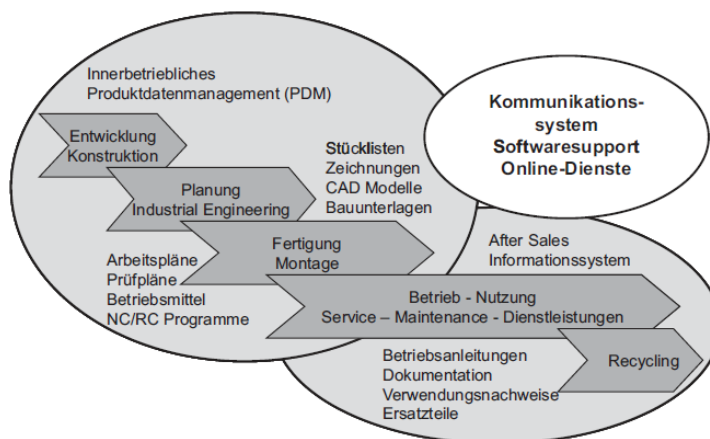 Innerbetriebliches
Produktdatenmanagement (PDM)
Kommunikations-
system
Softwaresupport
Online-Dienste
Entwicklung
Konstruktion
Stücklisten
Zeichnungen
CAD Modelle
Bauunterlagen
Planung
Industrial Engineering
Fertigung
Montage
After Sales
Informationssystem
Arbeitspläne
Prüfpläne
Betriebsmittel
NC/RC Programme
Betrieb - Nutzung
Service – Maintenance - Dienstleistungen
Betriebsanleitungen
Dokumentation
Verwendungsnachweise
Ersatzteile
Recycling